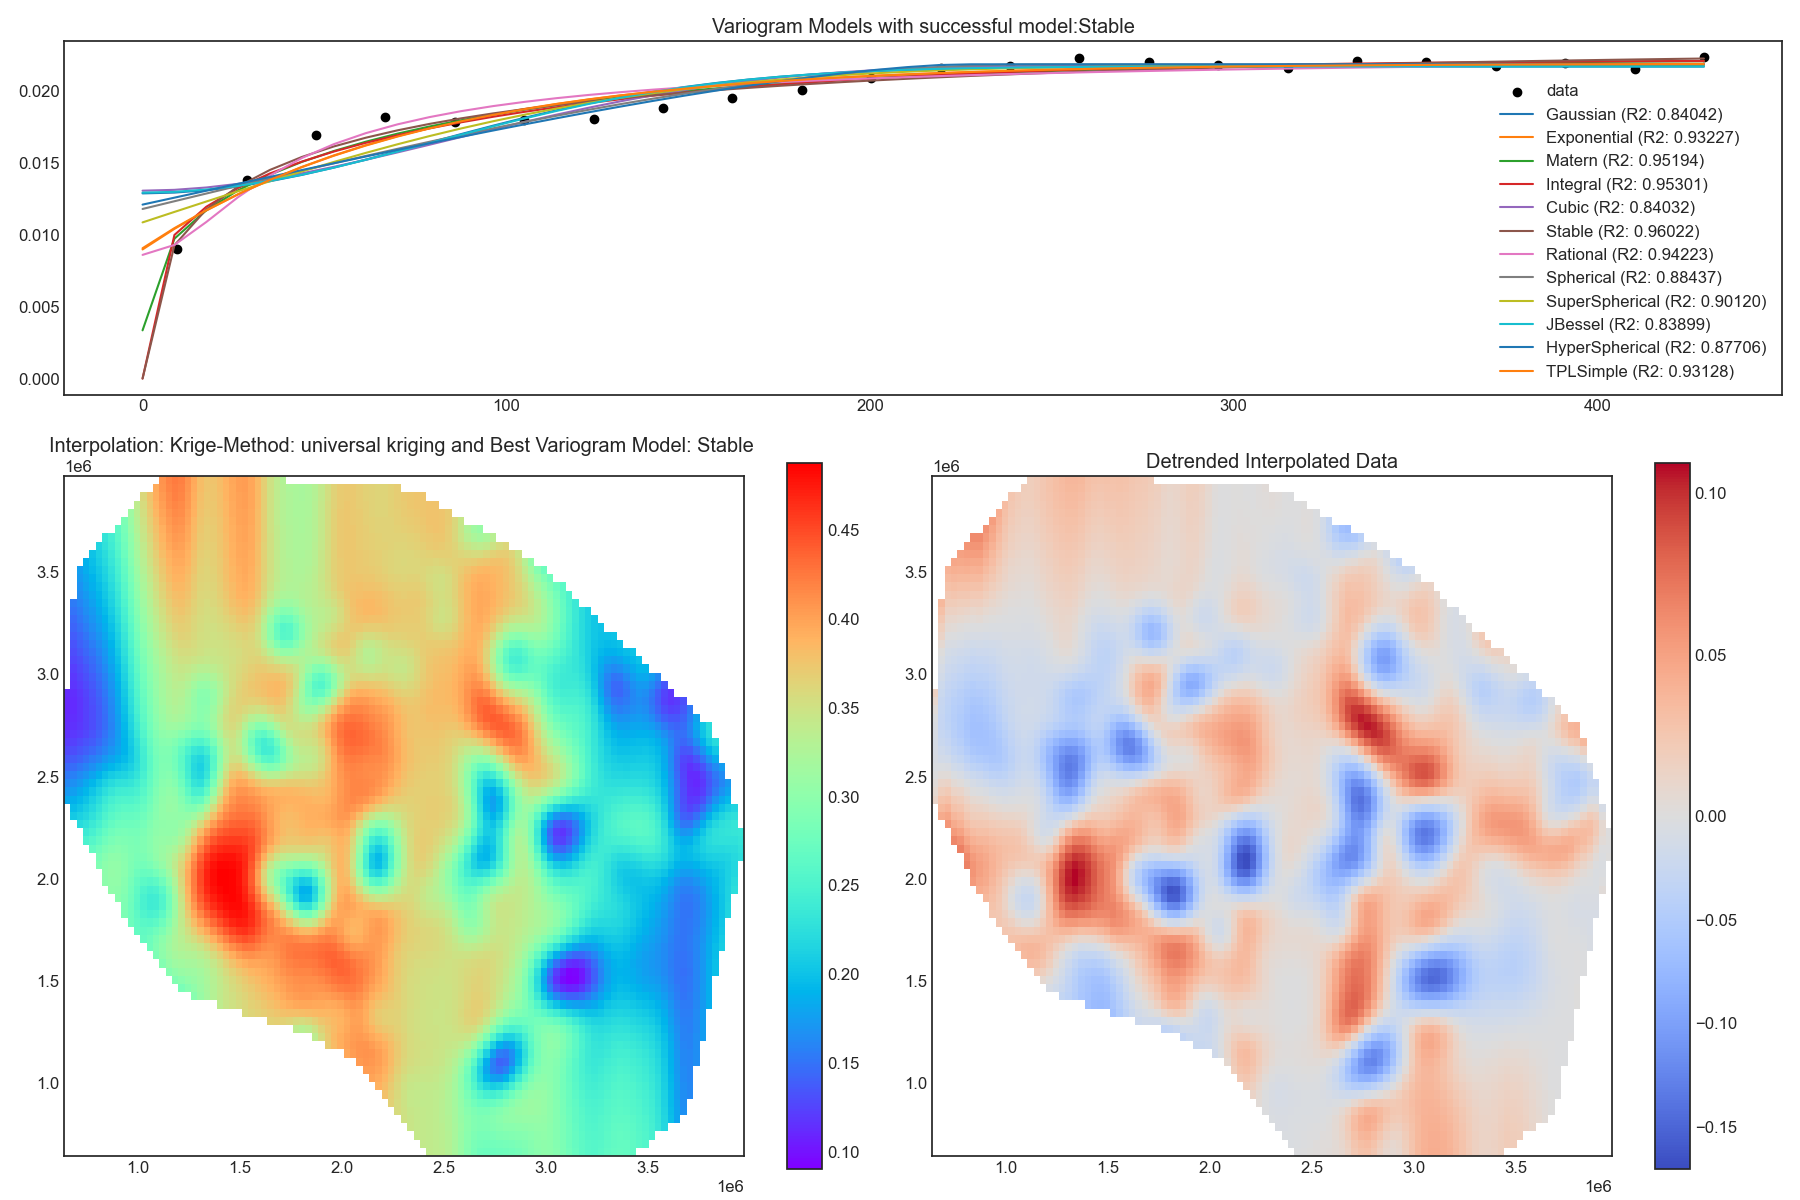 Variogram Models with successful model:Stable
0.020
0.015
0.010
0.005
0.000
data
Gaussian (R2: 0.84042)
Exponential (R2: 0.93227)
Matern (R2: 0.95194)
Integral (R2: 0.95301)
Cubic (R2: 0.84032)
Stable (R2: 0.96022)
Rational (R2: 0.94223)
Spherical (R2: 0.88437)
SuperSpherical (R2: 0.90120)
JBessel (R2: 0.83899)
HyperSpherical (R2: 0.87706)
TPLSimple (R2: 0.93128)
0 100 200 300 400
Interpolation: Krige-Method: universal kriging and Best Variogram Model: Stable
1e6
3.5
3.0
2.5
2.0
1.5
1.0
1.0 1.5 2.0 2.5 3.0 3.5
1e6
0.45
0.40
0.35
0.30
0.25
0.20
0.15
0.10
Detrended Interpolated Data
1e6
3.5
3.0
2.5
2.0
1.5
1.0
1.0 1.5 2.0 2.5 3.0 3.5
1e6
0.10
0.05
0.00
−0.05
−0.10
−0.15